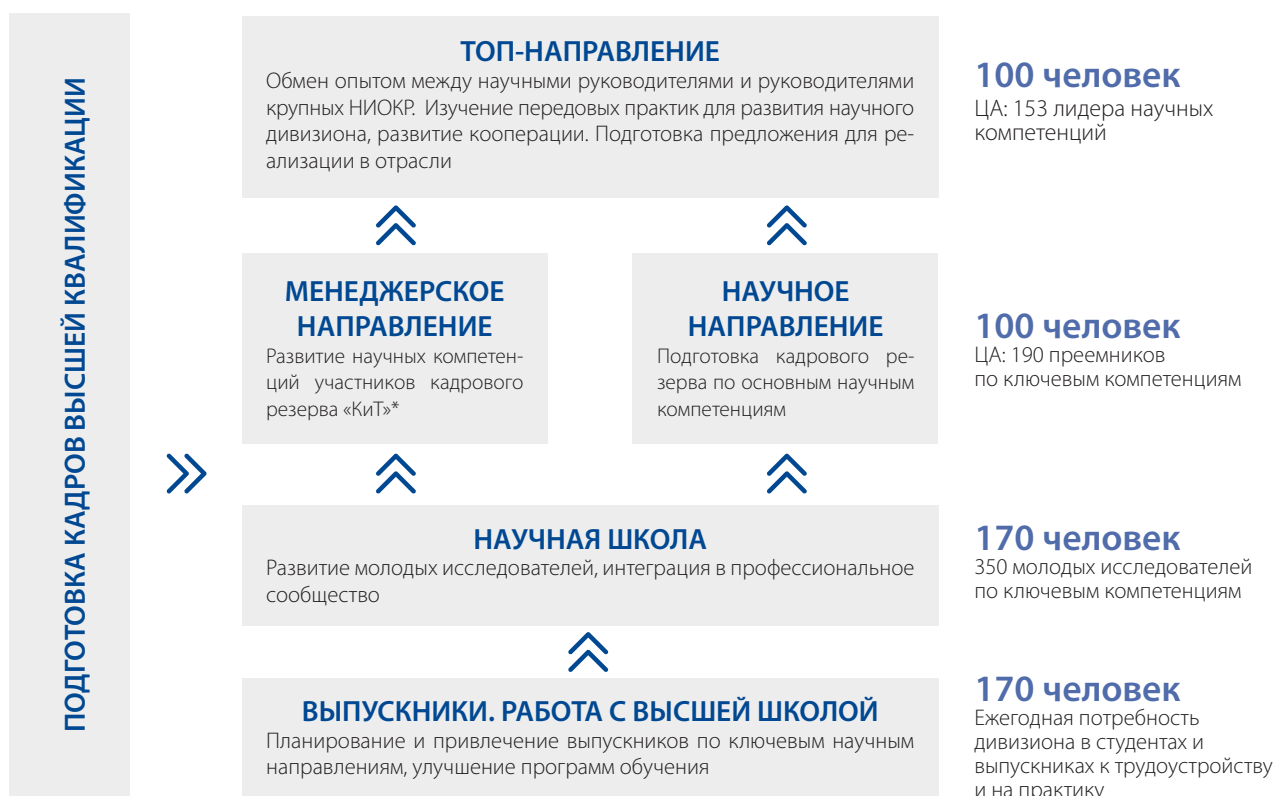 ПОДГОТОВКА КАДРОВ ВЫСШЕЙ КВАЛИФИКАЦИИ
ТОП-НАПРАВЛЕНИЕ
Обмен опытом между научными руководителями и руководителями
крупных НИОКР. Изучение передовых практик для развития научного
дивизиона, развитие кооперации. Подготовка предложения для ре-
ализации в отрасли
100 человек
ЦА: 153 лидера научных
компетенций
МЕНЕДЖЕРСКОЕ
НАПРАВЛЕНИЕ
Развитие научных компетен-
ций участников кадрового
резерва «КиТ»*
НАУЧНОЕ
НАПРАВЛЕНИЕ
Подготовка кадрового ре-
зерва по основным научным
компетенциям
100 человек
ЦА: 190 преемников
по ключевым компетенциям
НАУЧНАЯ ШКОЛА
Развитие молодых исследователей, интеграция в профессиональное
сообщество
170 человек
350 молодых исследователей
по ключевым компетенциям
ВЫПУСКНИКИ. РАБОТА С ВЫСШЕЙ ШКОЛОЙ
Планирование и привлечение выпускников по ключевым научным
направлениям, улучшение программ обучения
170 человек
Ежегодная потребность
дивизиона в студентах и
выпускниках к трудоустройству
и на практику